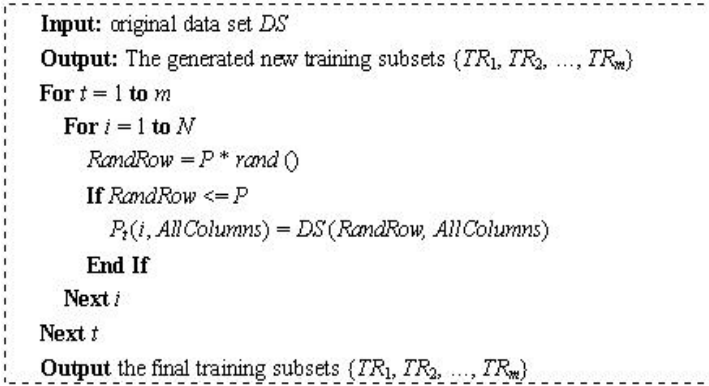 Input: original data set DS
Output: The generated new training subsets {TR1, TR2, ..., TRm}
For t = 1 to m
For i = 1 to N
RandRow = P * rand ()
If RandRow <= P
Pt(i, AllColumns) = DS(RandRow, AllColumns)
End If
Next i
Next t
Output the final training subsets {TR1, TR2, ..., TRm}